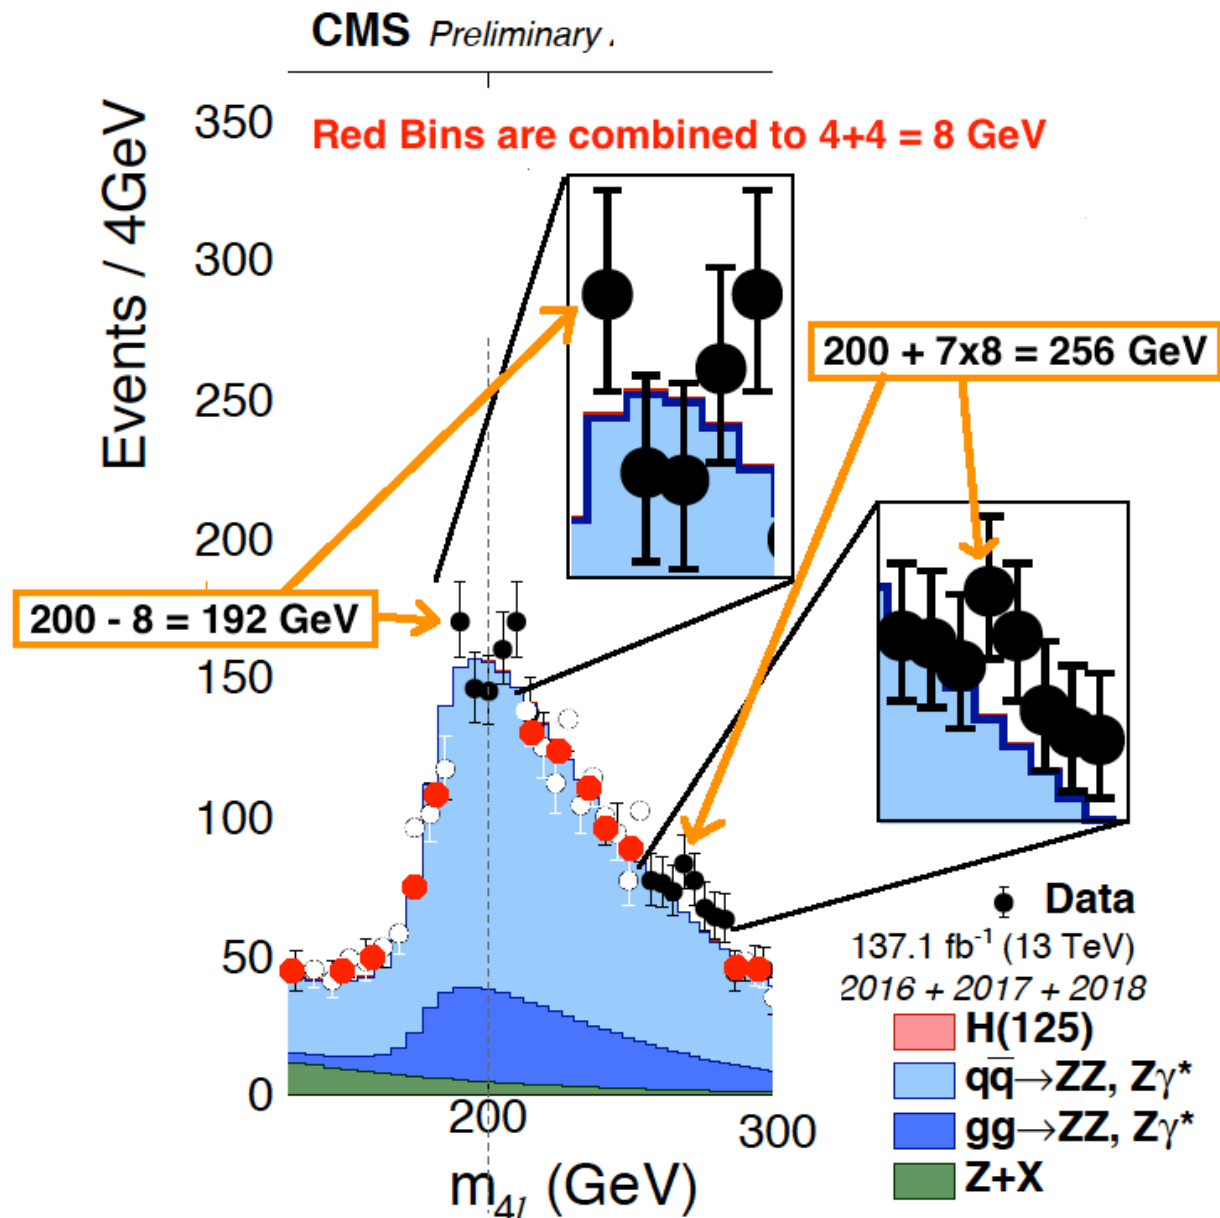 CMS Preliminary
Red Bins are combined to 4+4 = 8 GeV
Events / 4GeV
350
300
250
200
150
100
50
0
200 + 7x8 = 256 GeV
200 - 8 = 192 GeV
Data
137.1 fb⁻¹ (13 TeV)
2016 + 2017 + 2018
H(125)
qq̅→ZZ, Zγ*
gg→ZZ, Zγ*
Z+X
200
300
m₄ₗ (GeV)